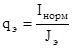 qэ = Iнорм / Jэ